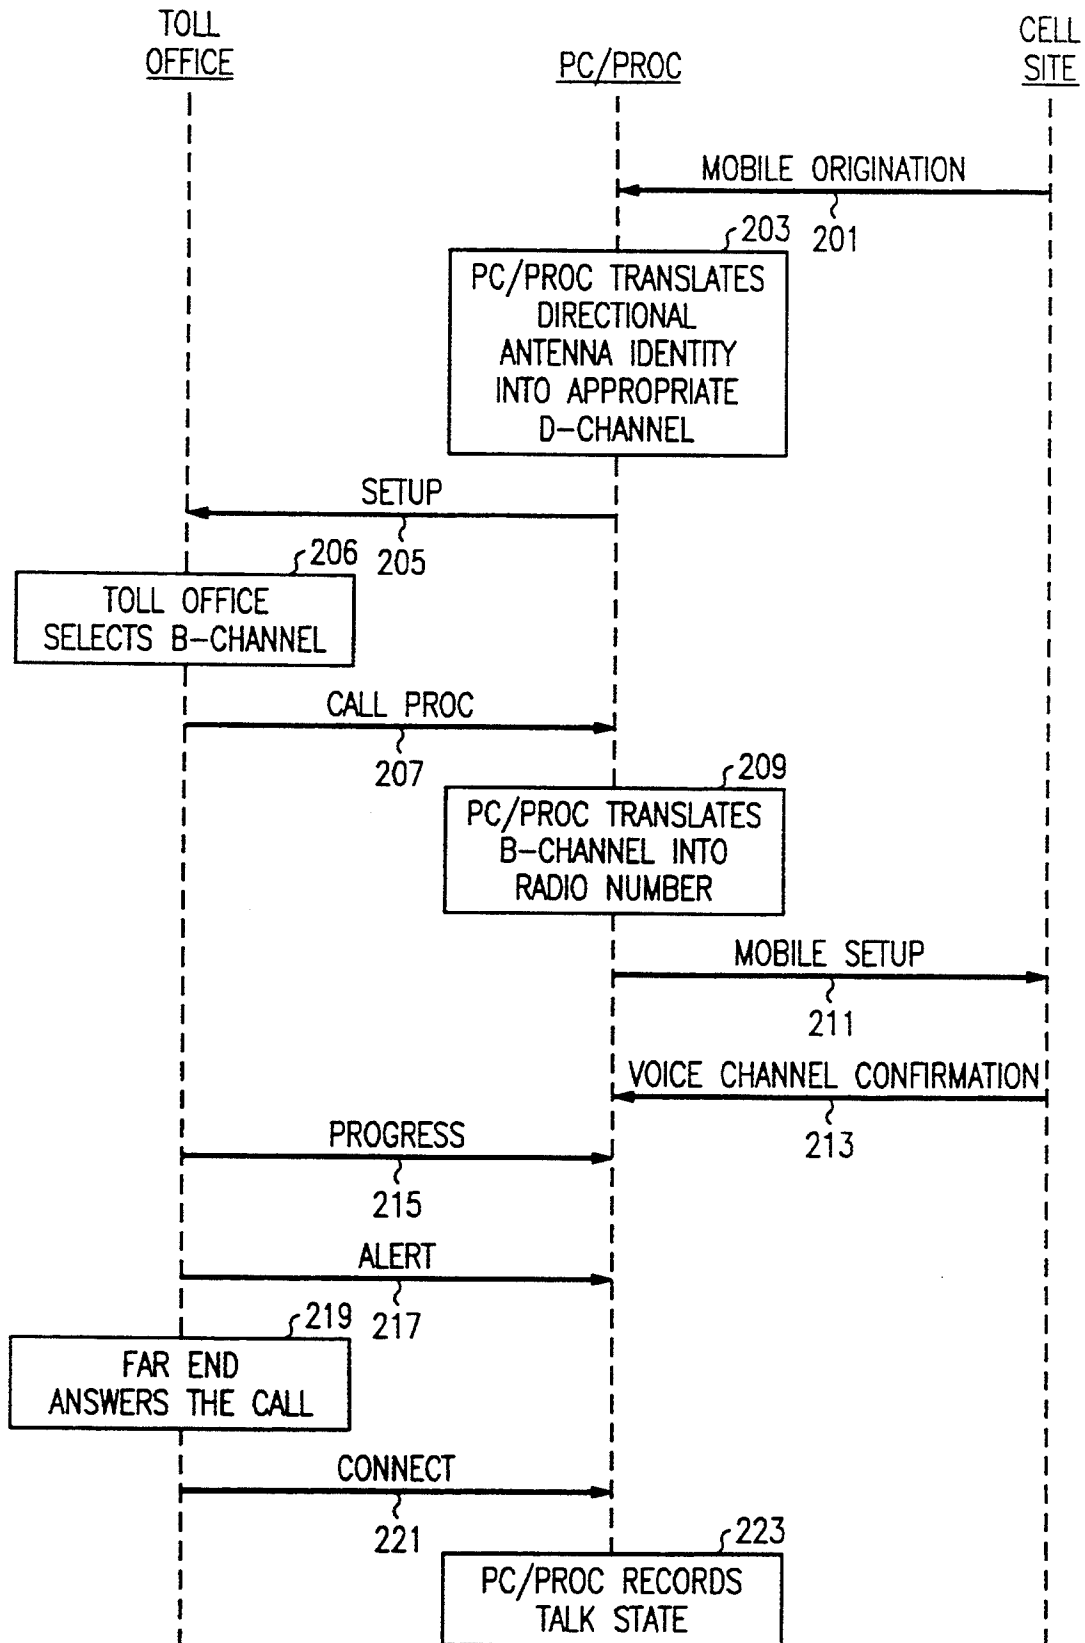 TOLL
OFFICE
PC/PROC
CELL
SITE
MOBILE ORIGINATION
201
203
PC/PROC TRANSLATES
DIRECTIONAL
ANTENNA IDENTITY
INTO APPROPRIATE
D-CHANNEL
SETUP
205
206
TOLL OFFICE
SELECTS B-CHANNEL
CALL PROC
207
209
PC/PROC TRANSLATES
B-CHANNEL INTO
RADIO NUMBER
MOBILE SETUP
211
VOICE CHANNEL CONFIRMATION
213
PROGRESS
215
ALERT
217
219
FAR END
ANSWERS THE CALL
CONNECT
221
223
PC/PROC RECORDS
TALK STATE